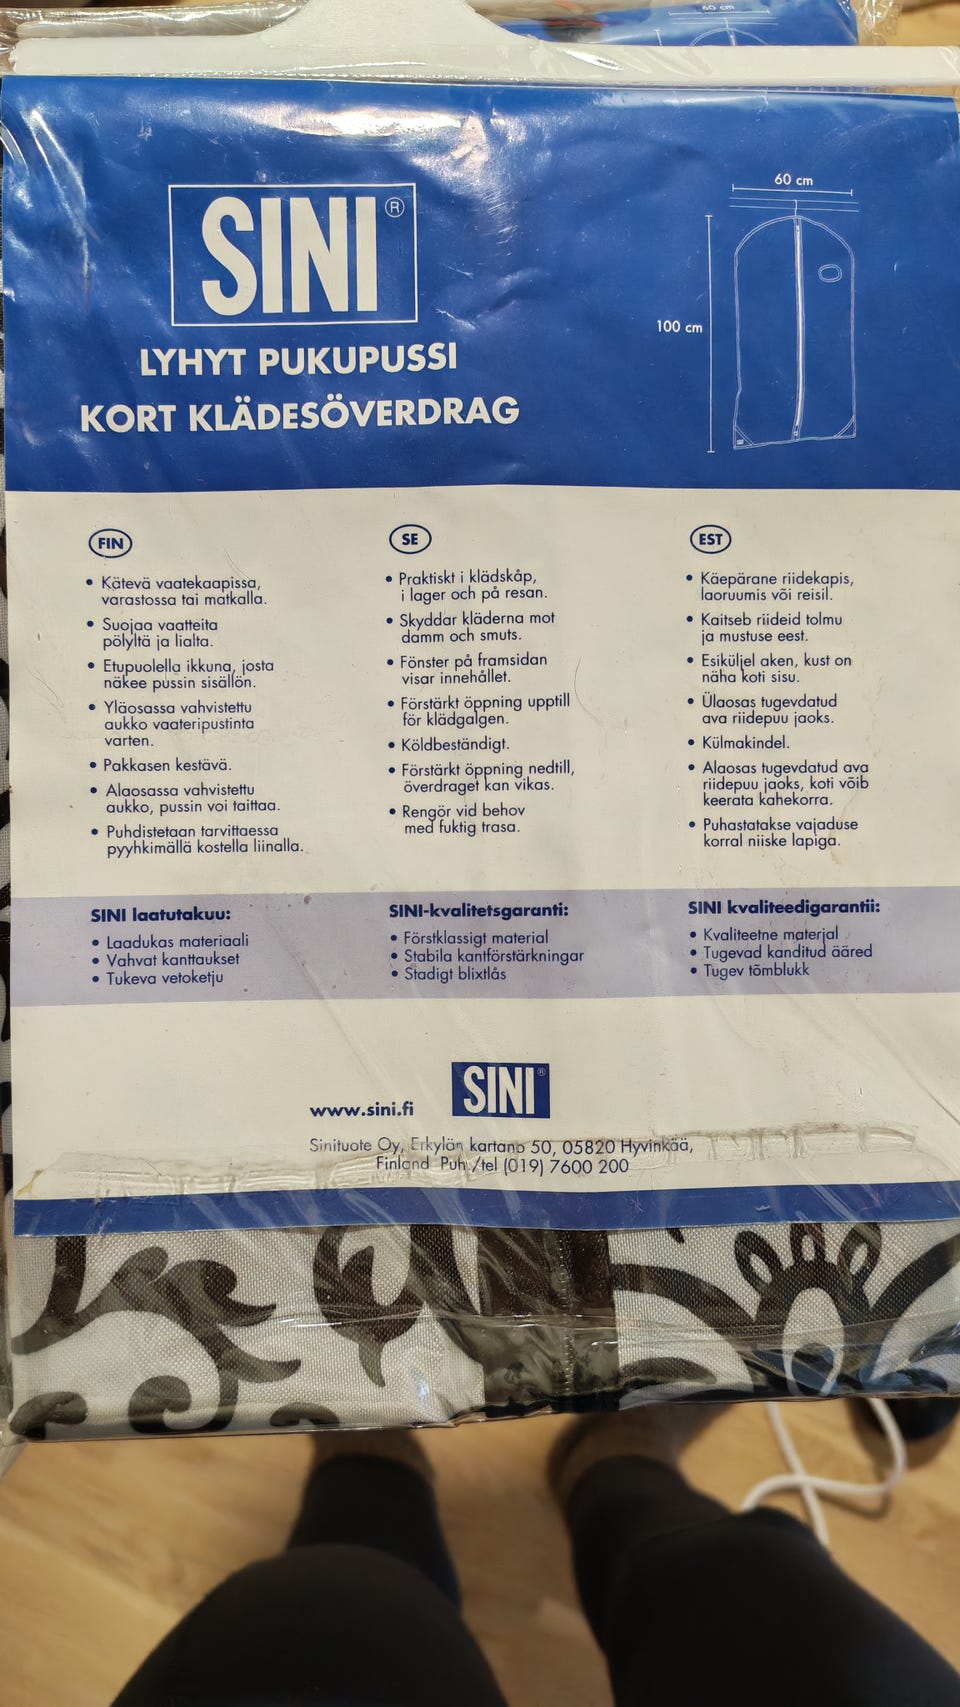 60 cm
SINI®
LYHYT PUKUPUSSI
KORT KLÄDESÖVERDRAG
60 cm
100 cm
FIN
• Kätevä vaatekaapissa,
varastossa tai matkalla.
• Suojaa vaatteita
pölyltä ja lialta.
• Etupuolella ikkuna, josta
näkee pussin sisällön.
• Yläosassa vahvistettu
aukko vaateripustinta
varten.
• Pakkasen kestävä.
• Alaosassa vahvistettu
aukko, pussin voi taittaa.
• Puhdistetaan tarvittaessa
pyyhkimällä kostella liinalla.
SE
• Praktiskt i klädskåp,
i lager och på resan.
• Skyddar kläderna mot
damm och smuts.
• Fönster på framsidan
visar innehållet.
• Förstärkt öppning upptill
för klädgalgen.
• Köldbeständigt.
• Förstärkt öppning nedtill,
överdraget kan vikas.
• Rengör vid behov
med fuktig trasa.
EST
• Käepärane riidekapis,
laoruumis või reisil.
• Kaitseb riideid tolmu
ja mustuse eest.
• Esiküljel aken, kust on
näha koti sisu.
• Ülaosas tugevdatud
ava riidepuu jaoks.
• Külmakindel.
• Alaosas tugevdatud ava
riidepuu jaoks, koti võib
keerata kahekorra.
• Puhastatakse vajaduse
korral niiske lapiga.
SINI laatutakuu:
• Laadukas materiaali
• Vahvat kanttaukset
• Tukeva vetoketju
SINI-kvalitetsgaranti:
• Förstklassigt material
• Stabila kantförstärkningar
• Stadigt blixtlås
SINI kvaliteedigarantii:
• Kvaliteetne materjal
• Tugevad kanditud ääred
• Tugev tõmblukk
www.sini.fi
SINI®
Sinituote Oy, Erkylän kartano 50, 05820 Hyvinkää,
Finland Puh./tel (019) 7600 200